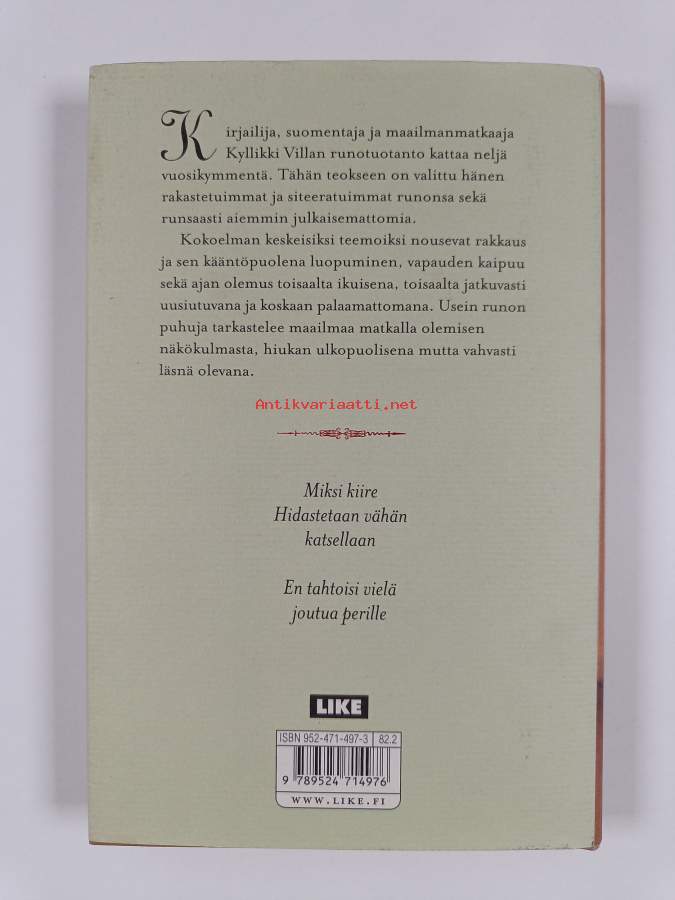 Kirjailija, suomentaja ja maailmanmatkaaja
Kyllikki Villan runotuotanto kattaa neljä
vuosikymmentä. Tähän teokseen on valittu hänen
rakastetuimmat ja siteeratuimmat runonsa sekä
runsaasti aiemmin julkaisemattomia.
Kokoelman keskeisiksi teemoiksi nousevat rakkaus
ja sen kääntöpuolena luopuminen, vapauden kaipuu
sekä ajan olemus toisaalta ikuisena, toisaalta jatkuvasti
uusiutuvana ja koskaan palaamattomana. Usein runon
puhuja tarkastelee maailmaa matkalla olemisen
näkökulmasta, hiukan ulkopuolisena mutta vahvasti
läsnä olevana.
Antikvariaatti.net
Miksi kiire
Hidastetaan vähän
katsellaan
En tahtoisi vielä
joutua perille
LIKE
ISBN 952-471-497-3 82.2
9 789524 714976
WWW.LIKE.FI